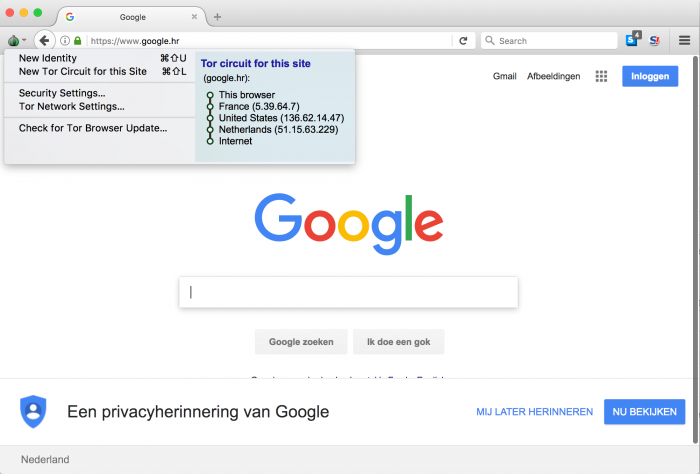 Google
https://www.google.hr
Search
4
New Identity ⌘⇧U
New Tor Circuit for this Site ⌘⇧L
Security Settings...
Tor Network Settings...
Check for Tor Browser Update...
Tor circuit for this site
(google.hr):
This browser
France (5.39.64.7)
United States (136.62.14.47)
Netherlands (51.15.63.229)
Internet
Gmail Afbeeldingen Inloggen
Google
Google zoeken Ik doe een gok
Een privacyherinnering van Google MIJ LATER HERINNEREN NU BEKIJKEN
Nederland